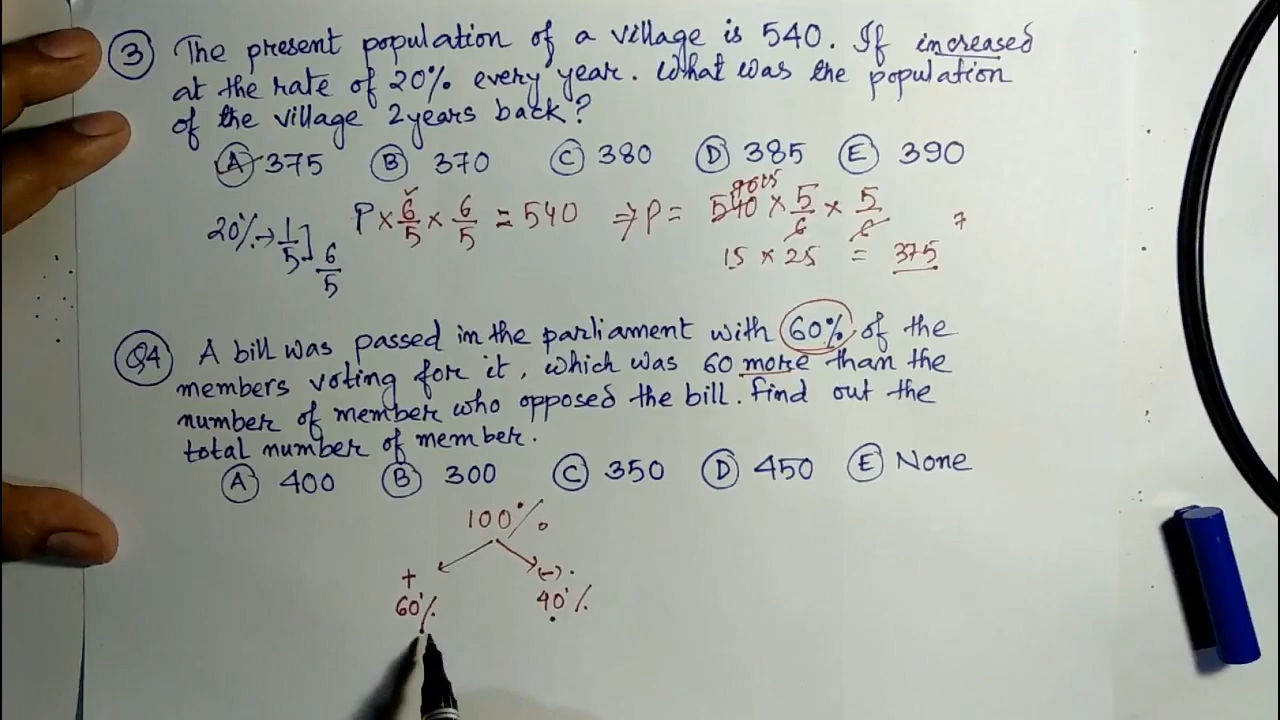 3 The present population of a village is 540. If increased
at the rate of 20% every year. What was the population
of the village 2years back?
A 375 B 370 C 380 D 385 E 390
20% → 1/5 ] 6/5 P × 6/5 × 6/5 = 540 ⇒ P = 540 × 5/6 × 5/6
15 × 25 = 375
Q4 A bill was passed in the parliament with 60% of the
members voting for it, which was 60 more than the
number of member who opposed the bill. Find out the
total number of member.
A 400 B 300 C 350 D 450 E None
100%
+ (-)
60% 40%